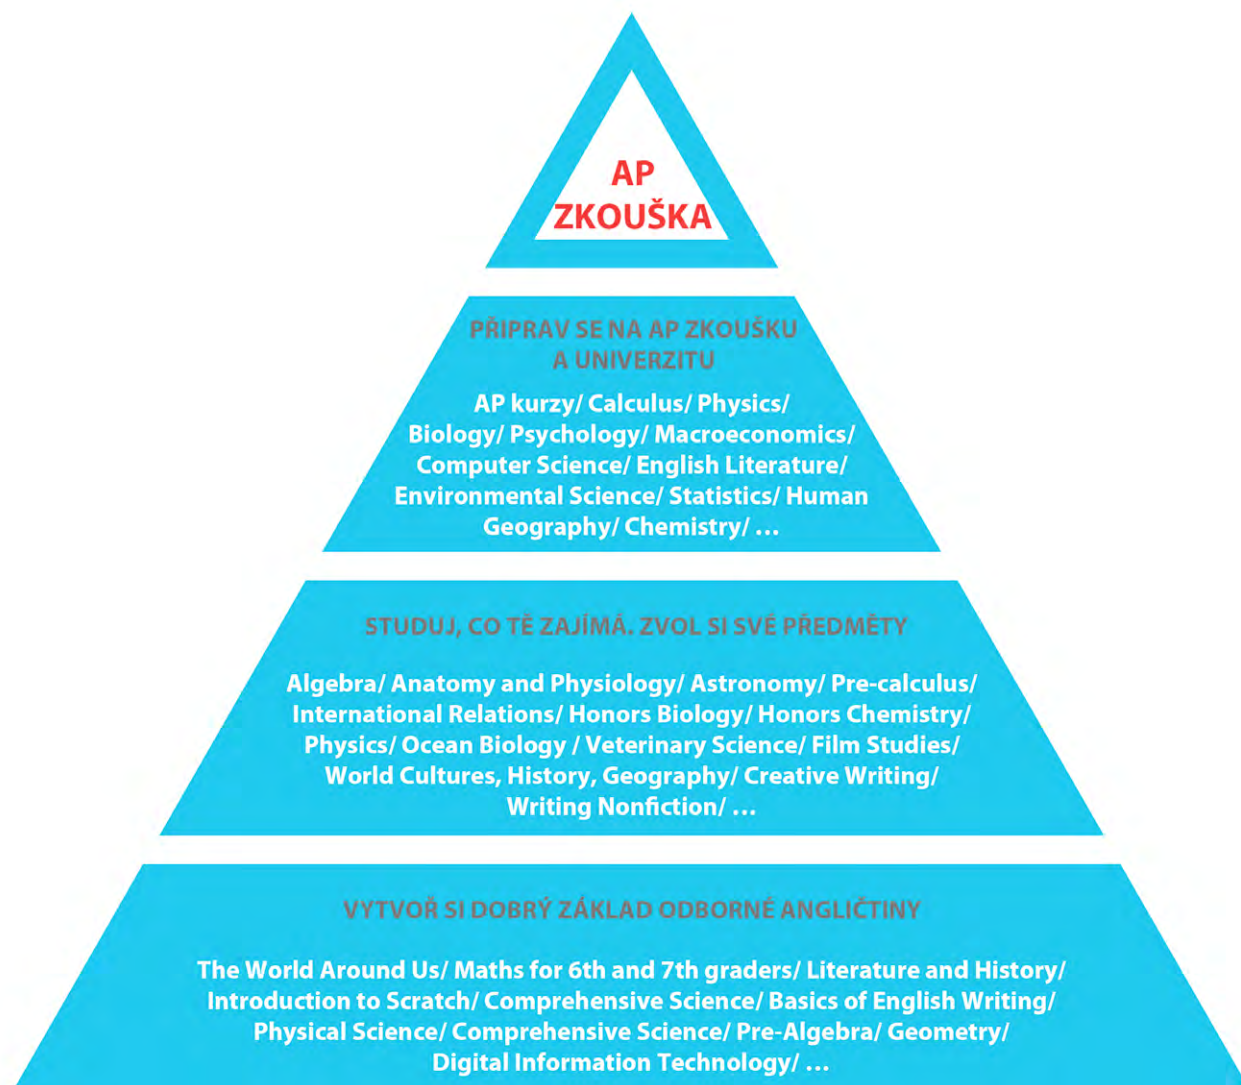 AP
ZKOUŠKA
PŘIPRAV SE NA AP ZKOUŠKU
A UNIVERZITU
AP kurzy/ Calculus/ Physics/
Biology/ Psychology/ Macroeconomics/
Computer Science/ English Literature/
Environmental Science/ Statistics/ Human
Geography/ Chemistry/ …
STUDUJ, CO TĚ ZAJÍMÁ. ZVOL SI SVÉ PŘEDMĚTY
Algebra/ Anatomy and Physiology/ Astronomy/ Pre-calculus/
International Relations/ Honors Biology/ Honors Chemistry/
Physics/ Ocean Biology / Veterinary Science/ Film Studies/
World Cultures, History, Geography/ Creative Writing/
Writing Nonfiction/ …
VYTVOŘ SI DOBRÝ ZÁKLAD ODBORNÉ ANGLIČTINY
The World Around Us/ Maths for 6th and 7th graders/ Literature and History/
Introduction to Scratch/ Comprehensive Science/ Basics of English Writing/
Physical Science/ Comprehensive Science/ Pre-Algebra/ Geometry/
Digital Information Technology/ …